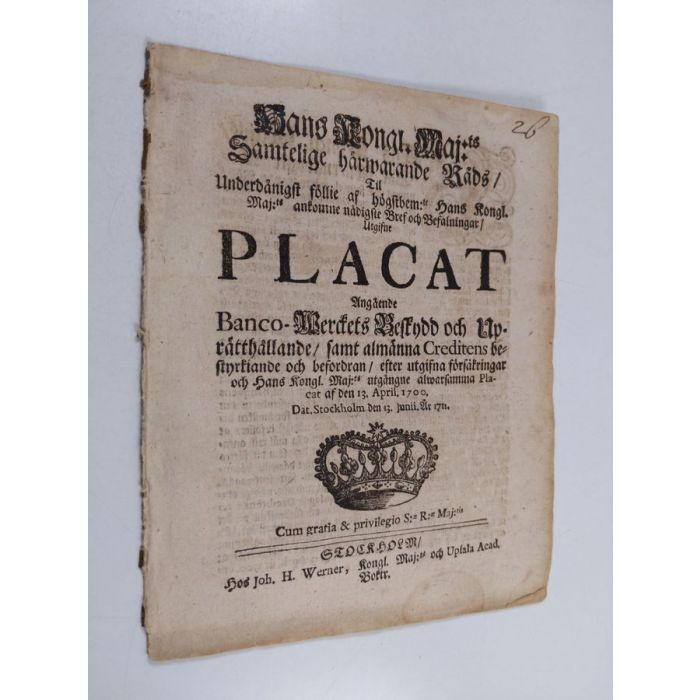 26
Hans Kongl. Maj:ts
Samtelige härwarande Råds/
Til
Underdånigst föllie af högstbem:te Hans Kongl.
Maj:ts ankomne nådigste Bref och Befalningar/
Utgifne
PLACAT
Angående
Banco-Werckets Beskydd och Up-
rätthållande/ samt almänna Creditens be-
styrkiande och befordran/ efter utgifna försäkringar
och Hans Kongl. Maj:ts utgångne alwarsamma Pla-
cat af den 13. April. 1700.
Dat. Stockholm den 13. Junii. År 1711.
Cum gratia & privilegio S:æ R:æ Maj:tis
STOCKHOLM/
Hos Joh. H. Werner, Kongl. Maj:ts och Upsala Acad.
Boktr.